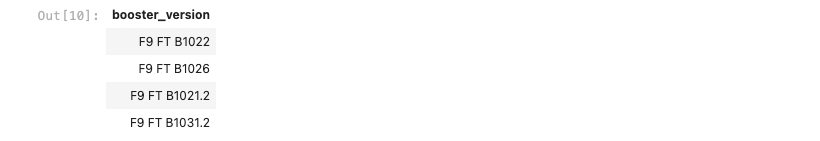 Out[10]: booster_version
F9 FT B1022
F9 FT B1026
F9 FT B1021.2
F9 FT B1031.2